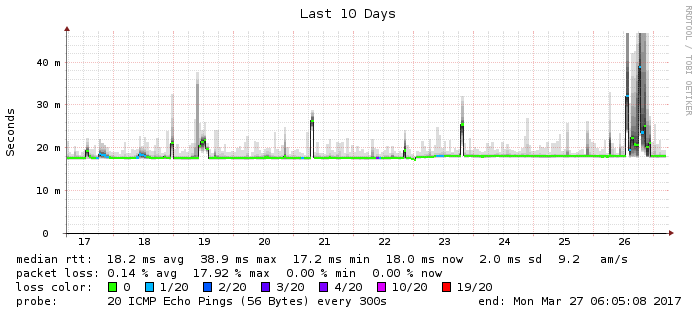 Last 10 Days
RRDTOOL / TOBI OETIKER
Seconds
40 m
30 m
20 m
10 m
0
17 18 19 20 21 22 23 24 25 26
median rtt: 18.2 ms avg 38.9 ms max 17.2 ms min 18.0 ms now 2.0 ms sd 9.2 am/s
packet loss: 0.14 % avg 17.92 % max 0.00 % min 0.00 % now
loss color: 0 1/20 2/20 3/20 4/20 10/20 19/20
probe: 20 ICMP Echo Pings (56 Bytes) every 300s end: Mon Mar 27 06:05:08 2017